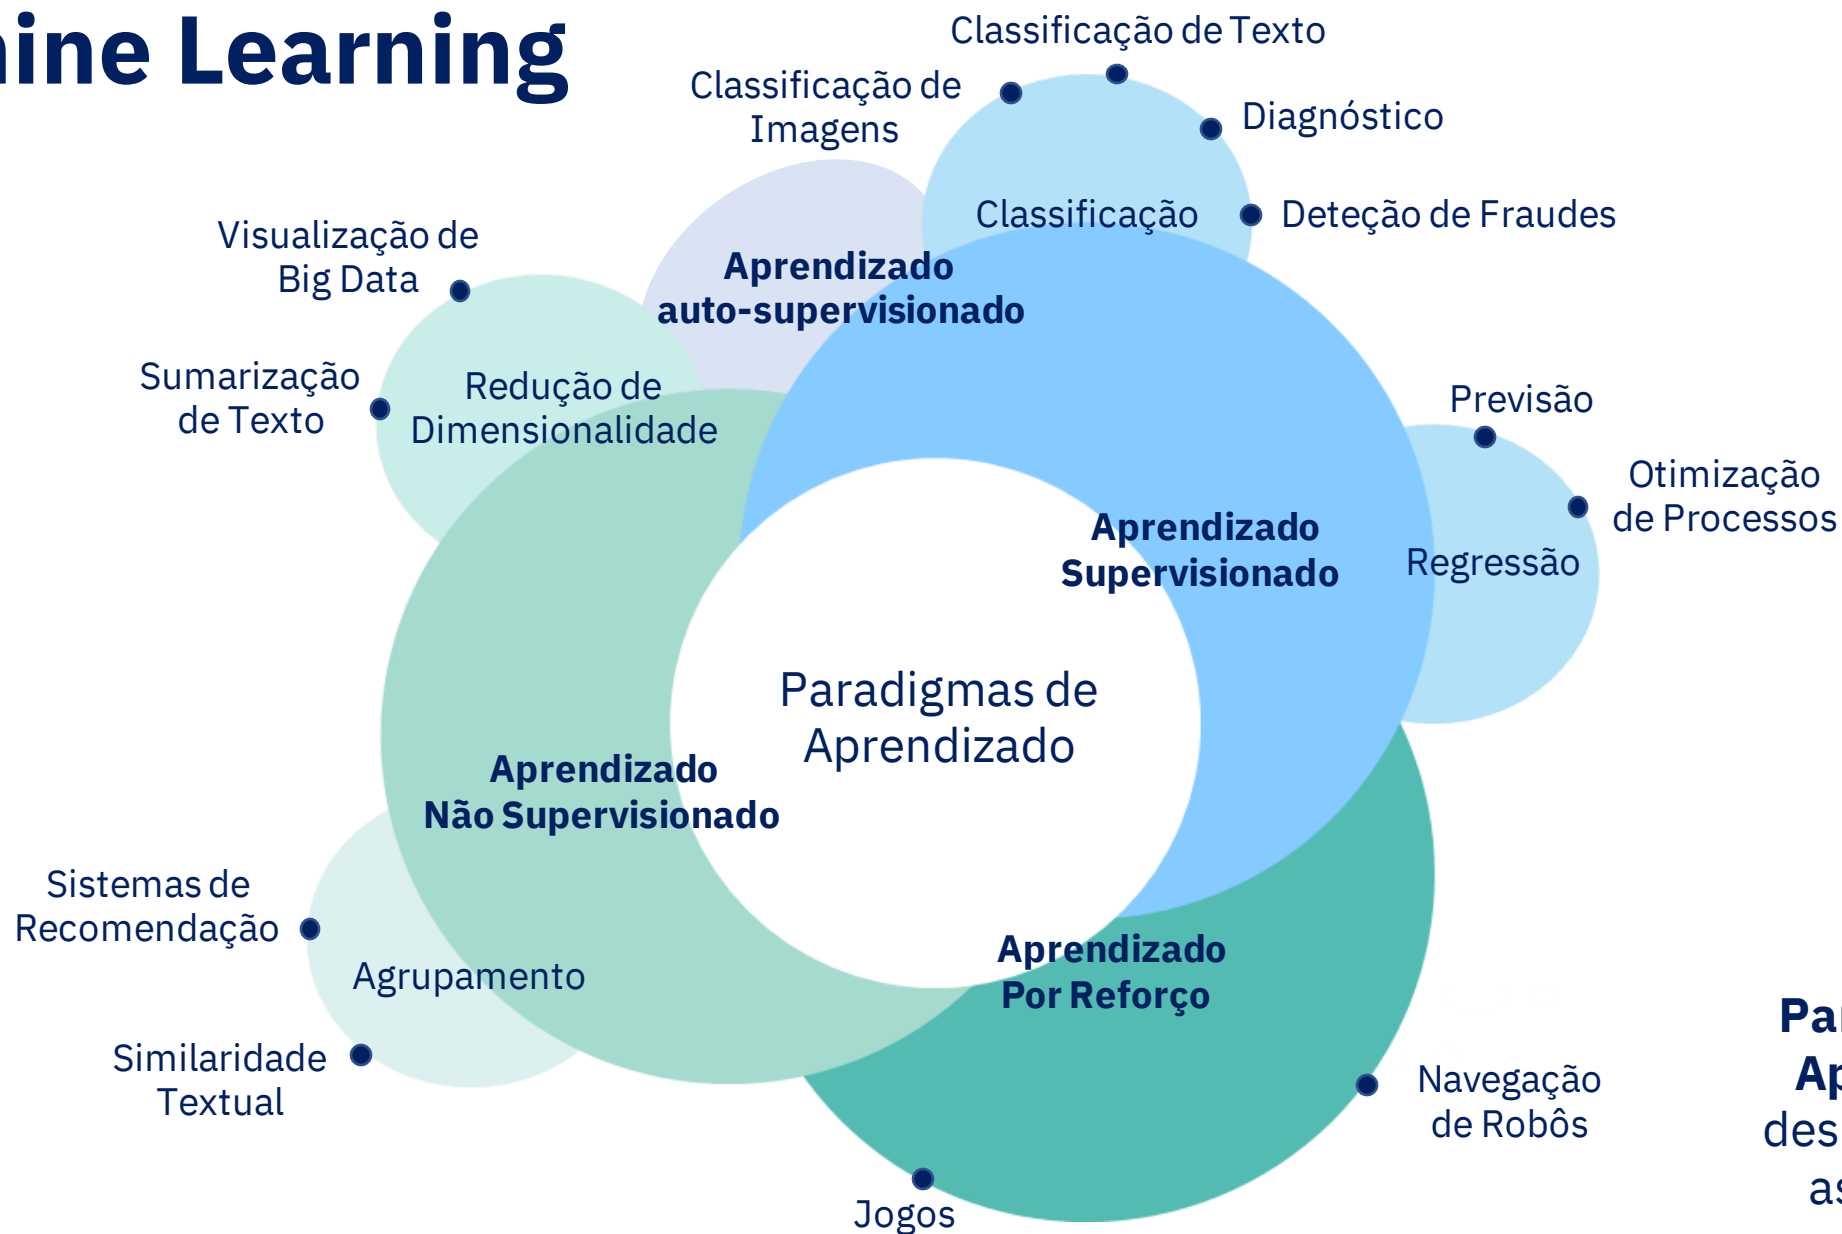 Learning
Classificação de Texto
Classificação de
Imagens
Diagnóstico
Classificação
Deteção de Fraudes
Visualização de
Big Data
Aprendizado
auto-supervisionado
Sumarização
de Texto
Redução de
Dimensionalidade
Previsão
Otimização
de Processos
Aprendizado
Supervisionado
Regressão
Paradigmas de
Aprendizado
Aprendizado
Não Supervisionado
Sistemas de
Recomendação
Agrupamento
Similaridade
Textual
Aprendizado
Por Reforço
Navegação
de Robôs
Jogos